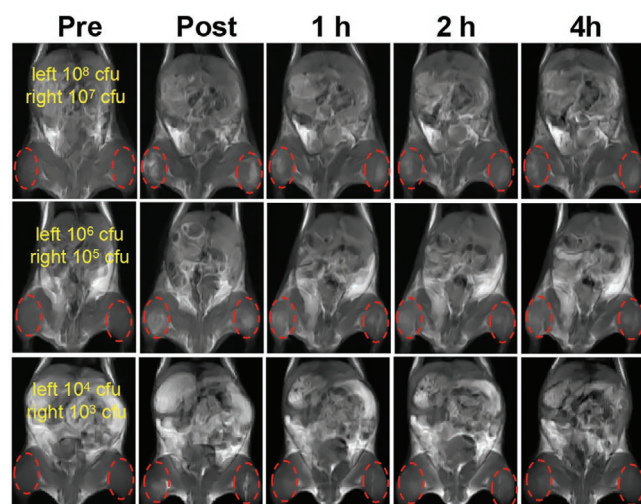 Pre Post 1 h 2 h 4h
left 10⁸ cfu
right 10⁷ cfu
left 10⁶ cfu
right 10⁵ cfu
left 10⁴ cfu
right 10³ cfu